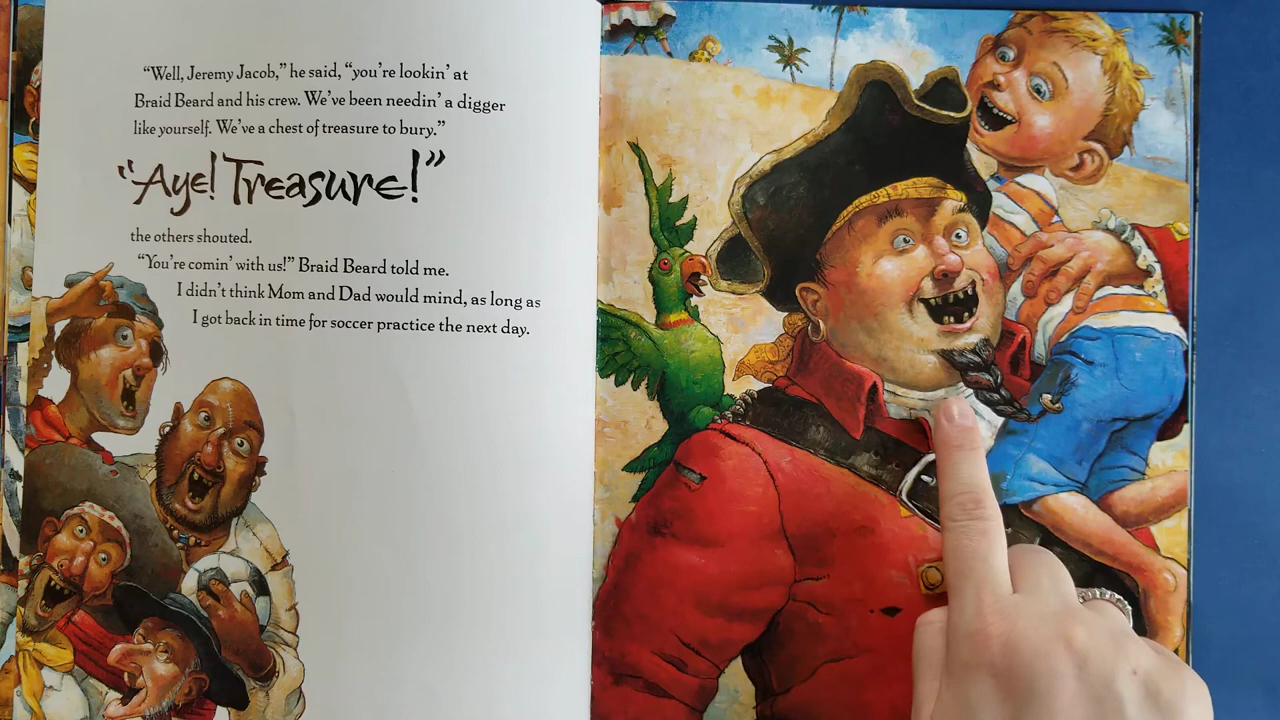 “Well, Jeremy Jacob,” he said, “you’re lookin’ at
Braid Beard and his crew. We’ve been needin’ a digger
like yourself. We’ve a chest of treasure to bury.”
“Aye! Treasure!”
the others shouted.
“You’re comin’ with us!” Braid Beard told me.
I didn’t think Mom and Dad would mind, as long as
I got back in time for soccer practice the next day.